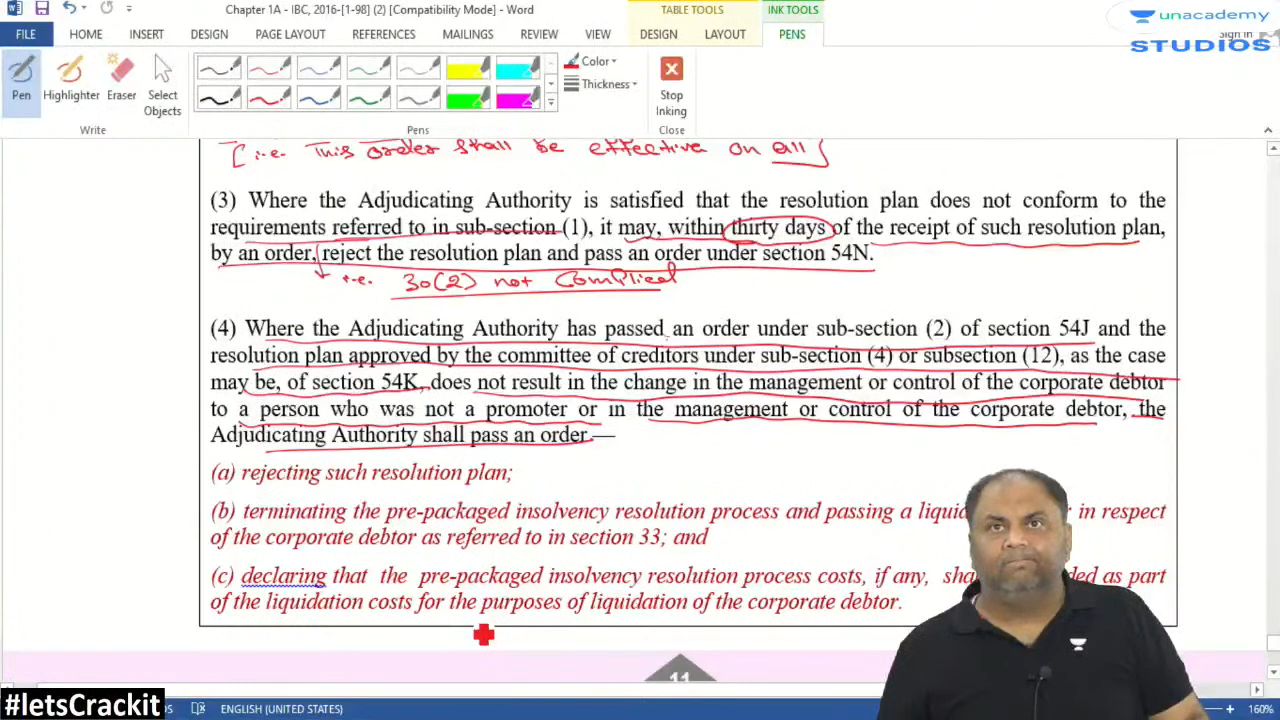 Chapter 1A - IBC, 2016-[1-98] (2) [Compatibility Mode] - Word
TABLE TOOLS
INK TOOLS
unacademy
STUDIOS
Sign in
FILE HOME INSERT DESIGN PAGE LAYOUT REFERENCES MAILINGS REVIEW VIEW DESIGN LAYOUT PENS
Pen Highlighter Eraser Select Objects
Color
Thickness
Stop Inking
Write Pens Close
[i.e. This order shall be effective on all]
(3) Where the Adjudicating Authority is satisfied that the resolution plan does not conform to the
requirements referred to in sub-section (1), it may, within thirty days of the receipt of such resolution plan,
by an order, reject the resolution plan and pass an order under section 54N.
i.e. 30(2) not Complied
(4) Where the Adjudicating Authority has passed an order under sub-section (2) of section 54J and the
resolution plan approved by the committee of creditors under sub-section (4) or subsection (12), as the case
may be, of section 54K, does not result in the change in the management or control of the corporate debtor
to a person who was not a promoter or in the management or control of the corporate debtor, the
Adjudicating Authority shall pass an order —
(a) rejecting such resolution plan;
(b) terminating the pre-packaged insolvency resolution process and passing a in respect
of the corporate debtor as referred to in section 33; and
(c) declaring that the pre-packaged insolvency resolution process costs, if any, as part
of the liquidation costs for the purposes of liquidation of the corporate debtor.
11
#letsCrackit
ENGLISH (UNITED STATES)
160%